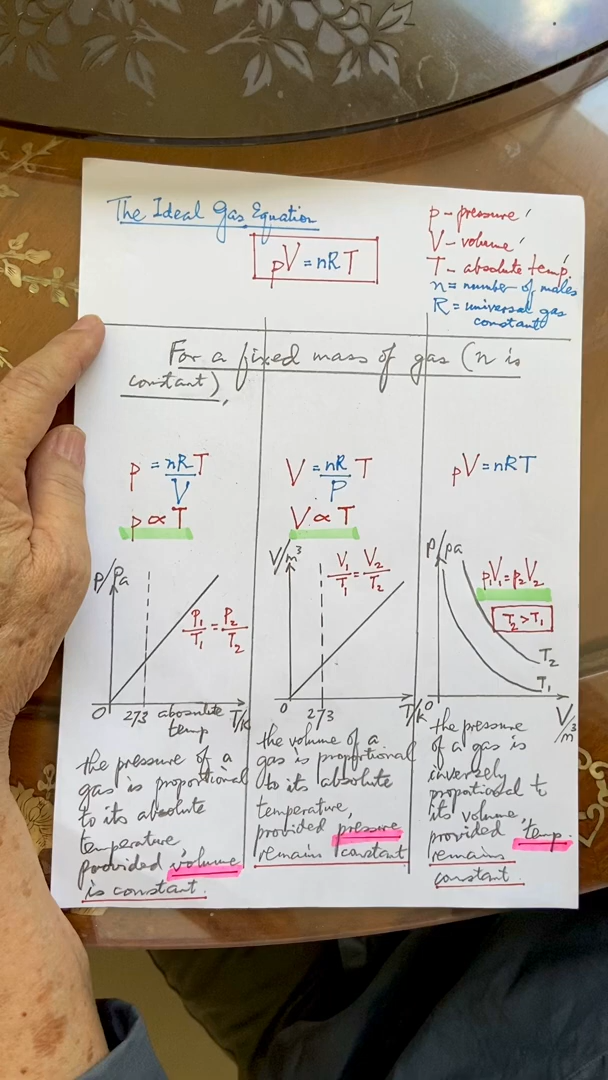 The Ideal Gas Equation
pV = nRT
p - pressure
V - volume
T - absolute temp.
n = number of moles
R = universal gas
constant
For a fixed mass of gas (n is
constant),
p = nR/V T
p ∝ T
P/Pa
P₁/T₁ = P₂/T₂
0 273 abosolute T/K
temp
the pressure of a
gas is proportional
to its absolute
temperature
provided volume
is constant.
V = nR/P T
V ∝ T
V/m³
V₁/T₁ = V₂/T₂
0 273 T/K
the volume of a
gas is proportional
to its absolute
temperature
provided pressure
remains constant
pV = nRT
P/Pa
p₁V₁ = p₂V₂
T₂ > T₁
T₂
T₁
0 V/m³
the pressure
of a gas is
inversely
propotional to
its volume,
provided temp.
remains
constant.